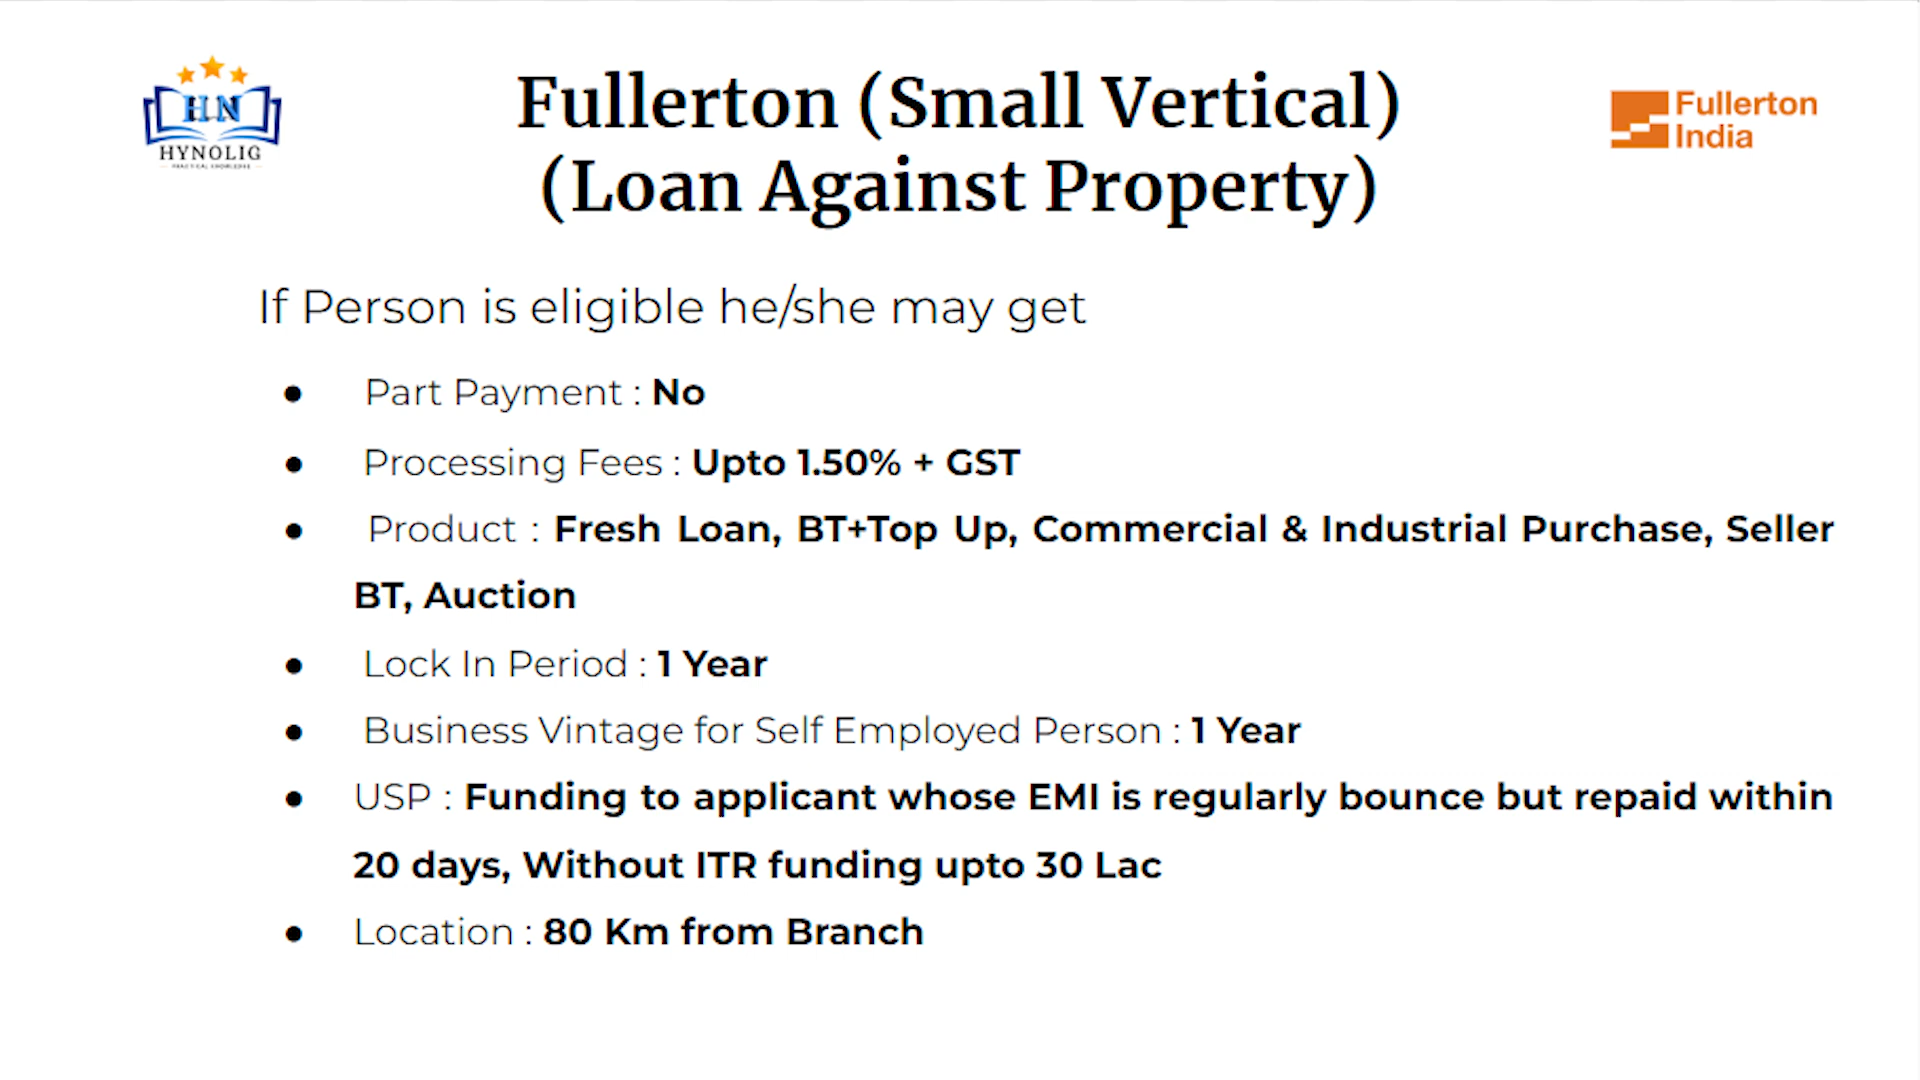 HN
HYNOLIG
PRACTICAL KNOWLEDGE
Fullerton (Small Vertical)
(Loan Against Property)
Fullerton
India
If Person is eligible he/she may get
● Part Payment : No
● Processing Fees : Upto 1.50% + GST
● Product : Fresh Loan, BT+Top Up, Commercial & Industrial Purchase, Seller
BT, Auction
● Lock In Period : 1 Year
● Business Vintage for Self Employed Person : 1 Year
● USP : Funding to applicant whose EMI is regularly bounce but repaid within
20 days, Without ITR funding upto 30 Lac
● Location : 80 Km from Branch